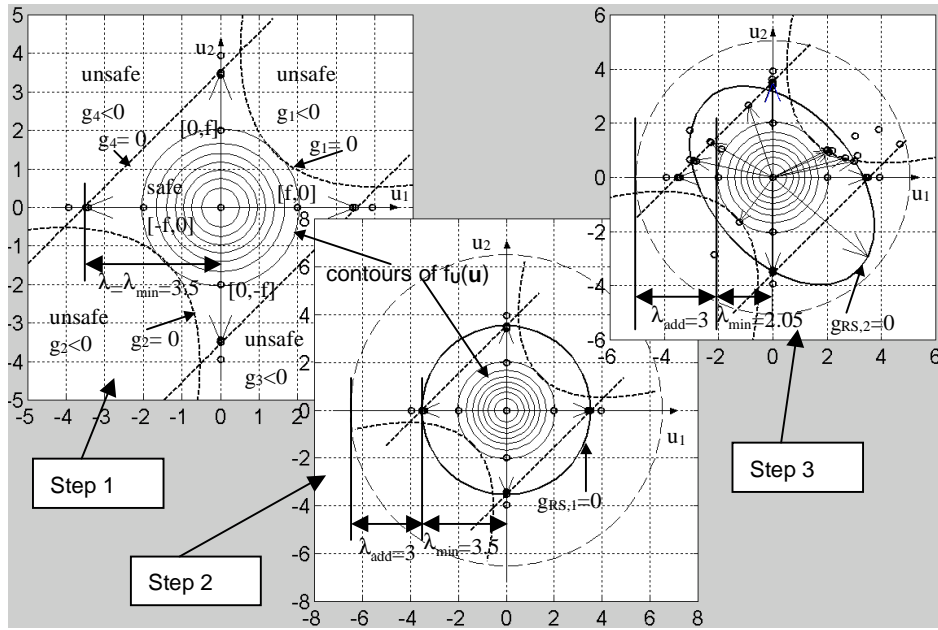 5
4
3
2
1
0
-1
-2
-3
-4
-5
-5 -4 -3 -2 -1 0 1 2 3
u2
u1
unsafe
g4<0
g4= 0
unsafe
g1<0
g1= 0
[0,f]
safe
[f,0]
[-f,0]
λ=λmin=3.5
[0,-f]
unsafe
g2<0
g2= 0
unsafe
g3<0
Step 1
8
6
4
2
0
-2
-4
-6
-8
-8 -6 -4 -2 0 2 4 6 8
u2
contours of fU(u)
u1
gRS,1=0
λadd=3
λmin=3.5
Step 2
6
4
2
0
-2
-4
-6
-6 -4 -2 0 2 4 6
u2
u1
λadd=3
λmin=2.05
gRS,2=0
Step 3